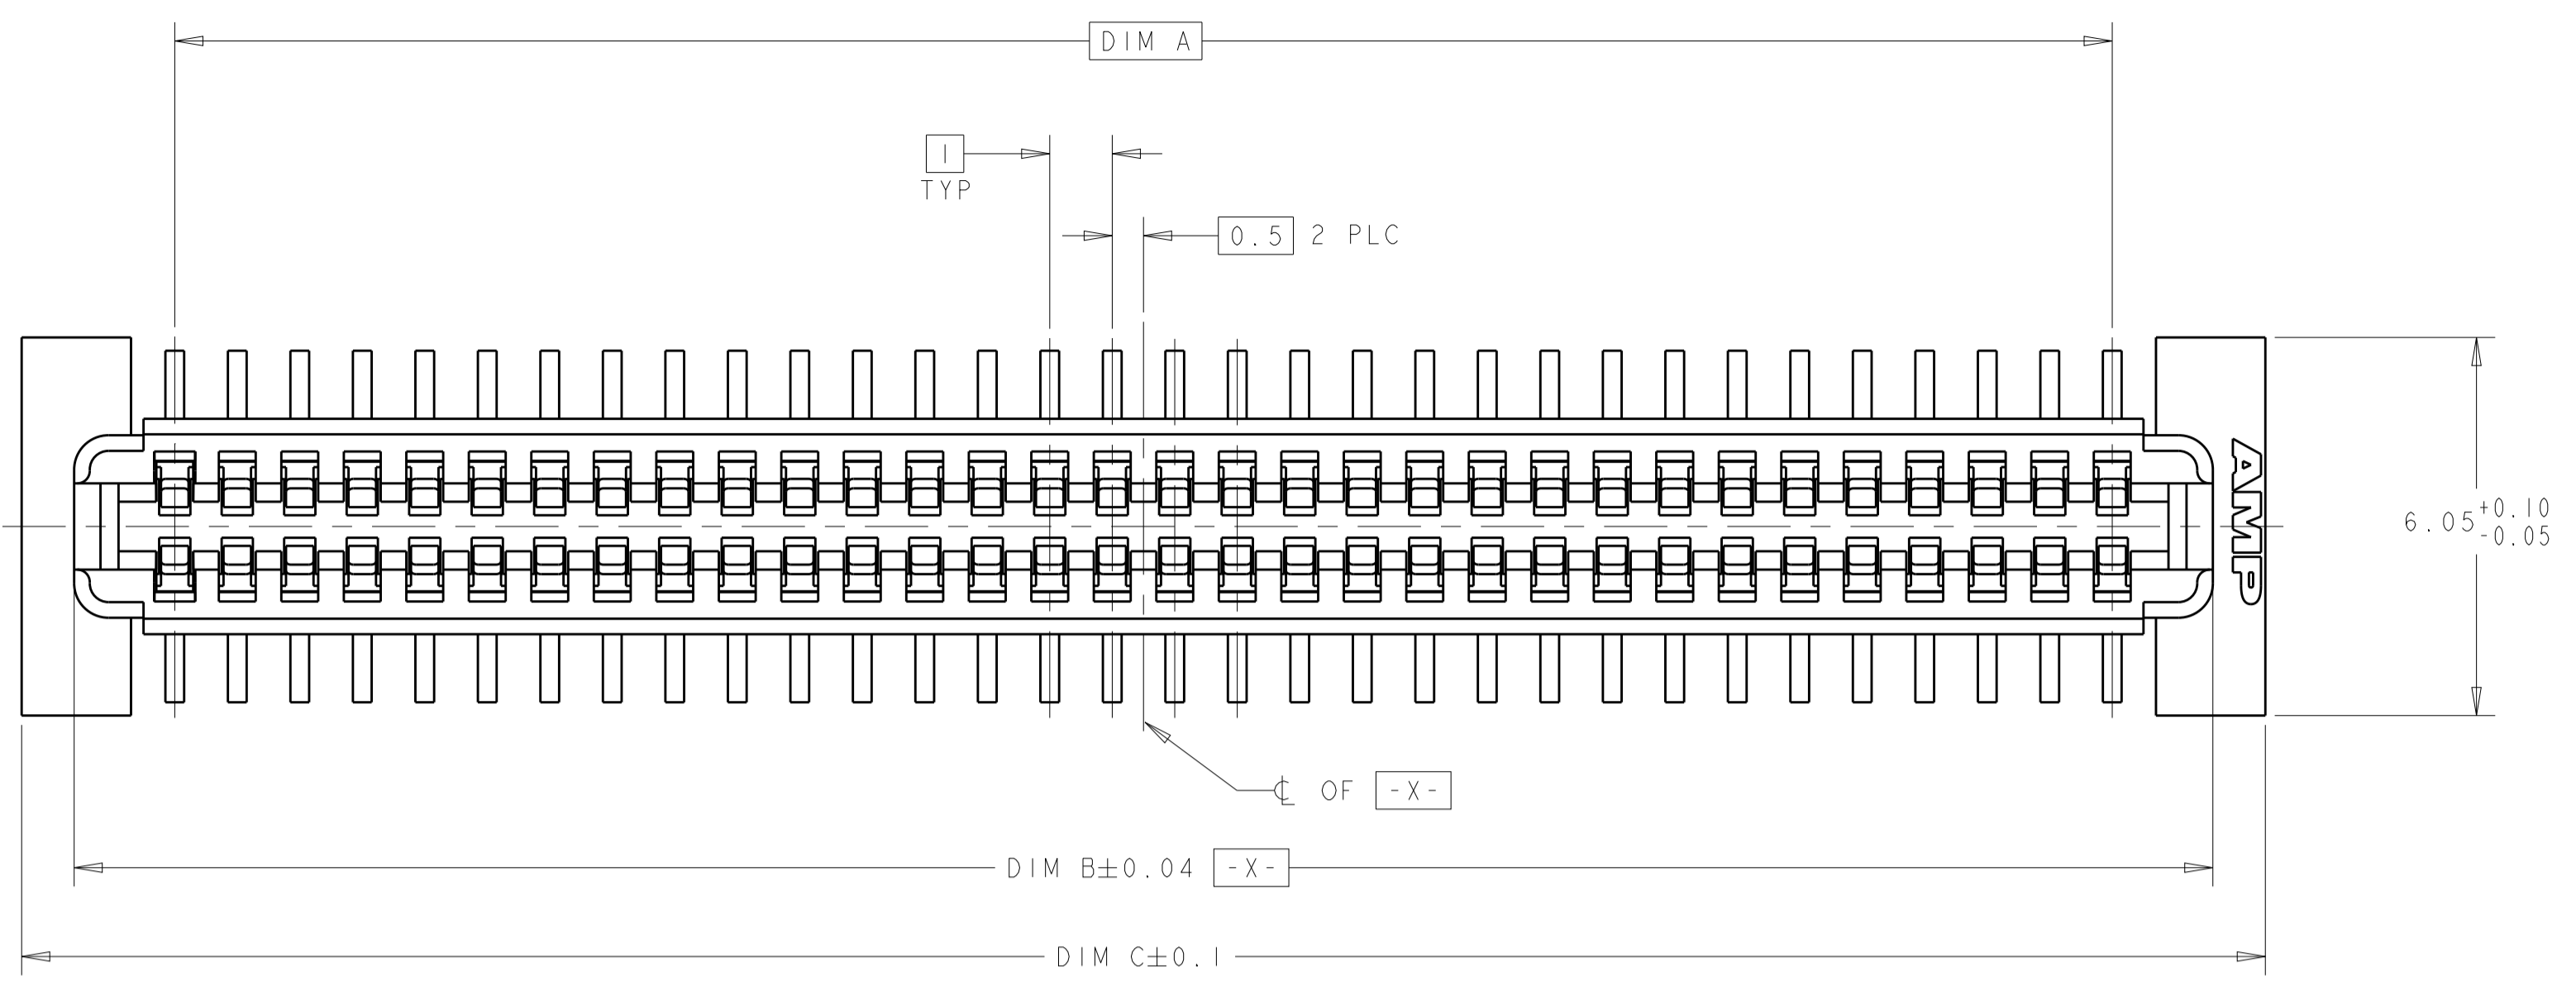 DIM A
1
TYP
0.5 2 PLC
AMP
6.05 +0.10
-0.05
℄ OF -X-
DIM B±0.04 -X-
DIM C±0.1